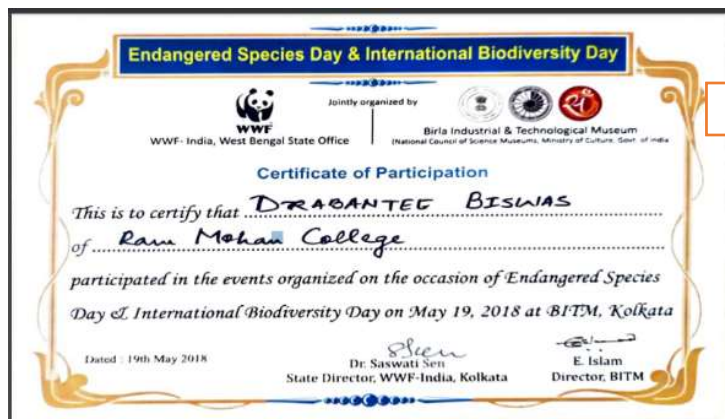 Endangered Species Day & International Biodiversity Day
Jointly organized by
WWF
WWF- India, West Bengal State Office
Birla Industrial & Technological Museum
(National Council of Science Museums, Ministry of Culture, Govt. of India
Certificate of Participation
This is to certify that DRABANTEE BISWAS
of Ram Mohan College
participated in the events organized on the occasion of Endangered Species
Day & International Biodiversity Day on May 19, 2018 at BITM, Kolkata
Dated : 19th May 2018
SSen
Dr. Saswati Sen
State Director, WWF-India, Kolkata
E. Islam
Director, BITM